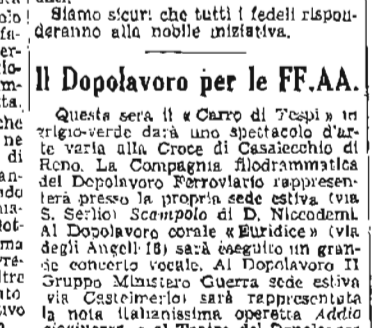 Siamo sicuri che tutti i fedeli rispon-
deranno alla nobile iniziativa.
Il Dopolavoro per le FF.AA.
Questa sera il « Carro di Tespi » in
grigio-verde darà uno spettacolo d'ar-
te varia alla Croce di Casalecchio di
Reno. La Compagnia filodrammatica
del Dopolavoro Ferroviario rappresen-
terà presso la propria sede estiva (via
S. Serlio) Scampolo di D. Niccodemi.
Al Dopolavoro corale « Euridice » (via
degli Angeli 18) sarà eseguito un gran-
de concerto vocale. Al Dopolavoro II
Gruppo Ministero Guerra sede estiva
via Castelmerlo) sarà rappresentata
la nota italianissima operetta Addio